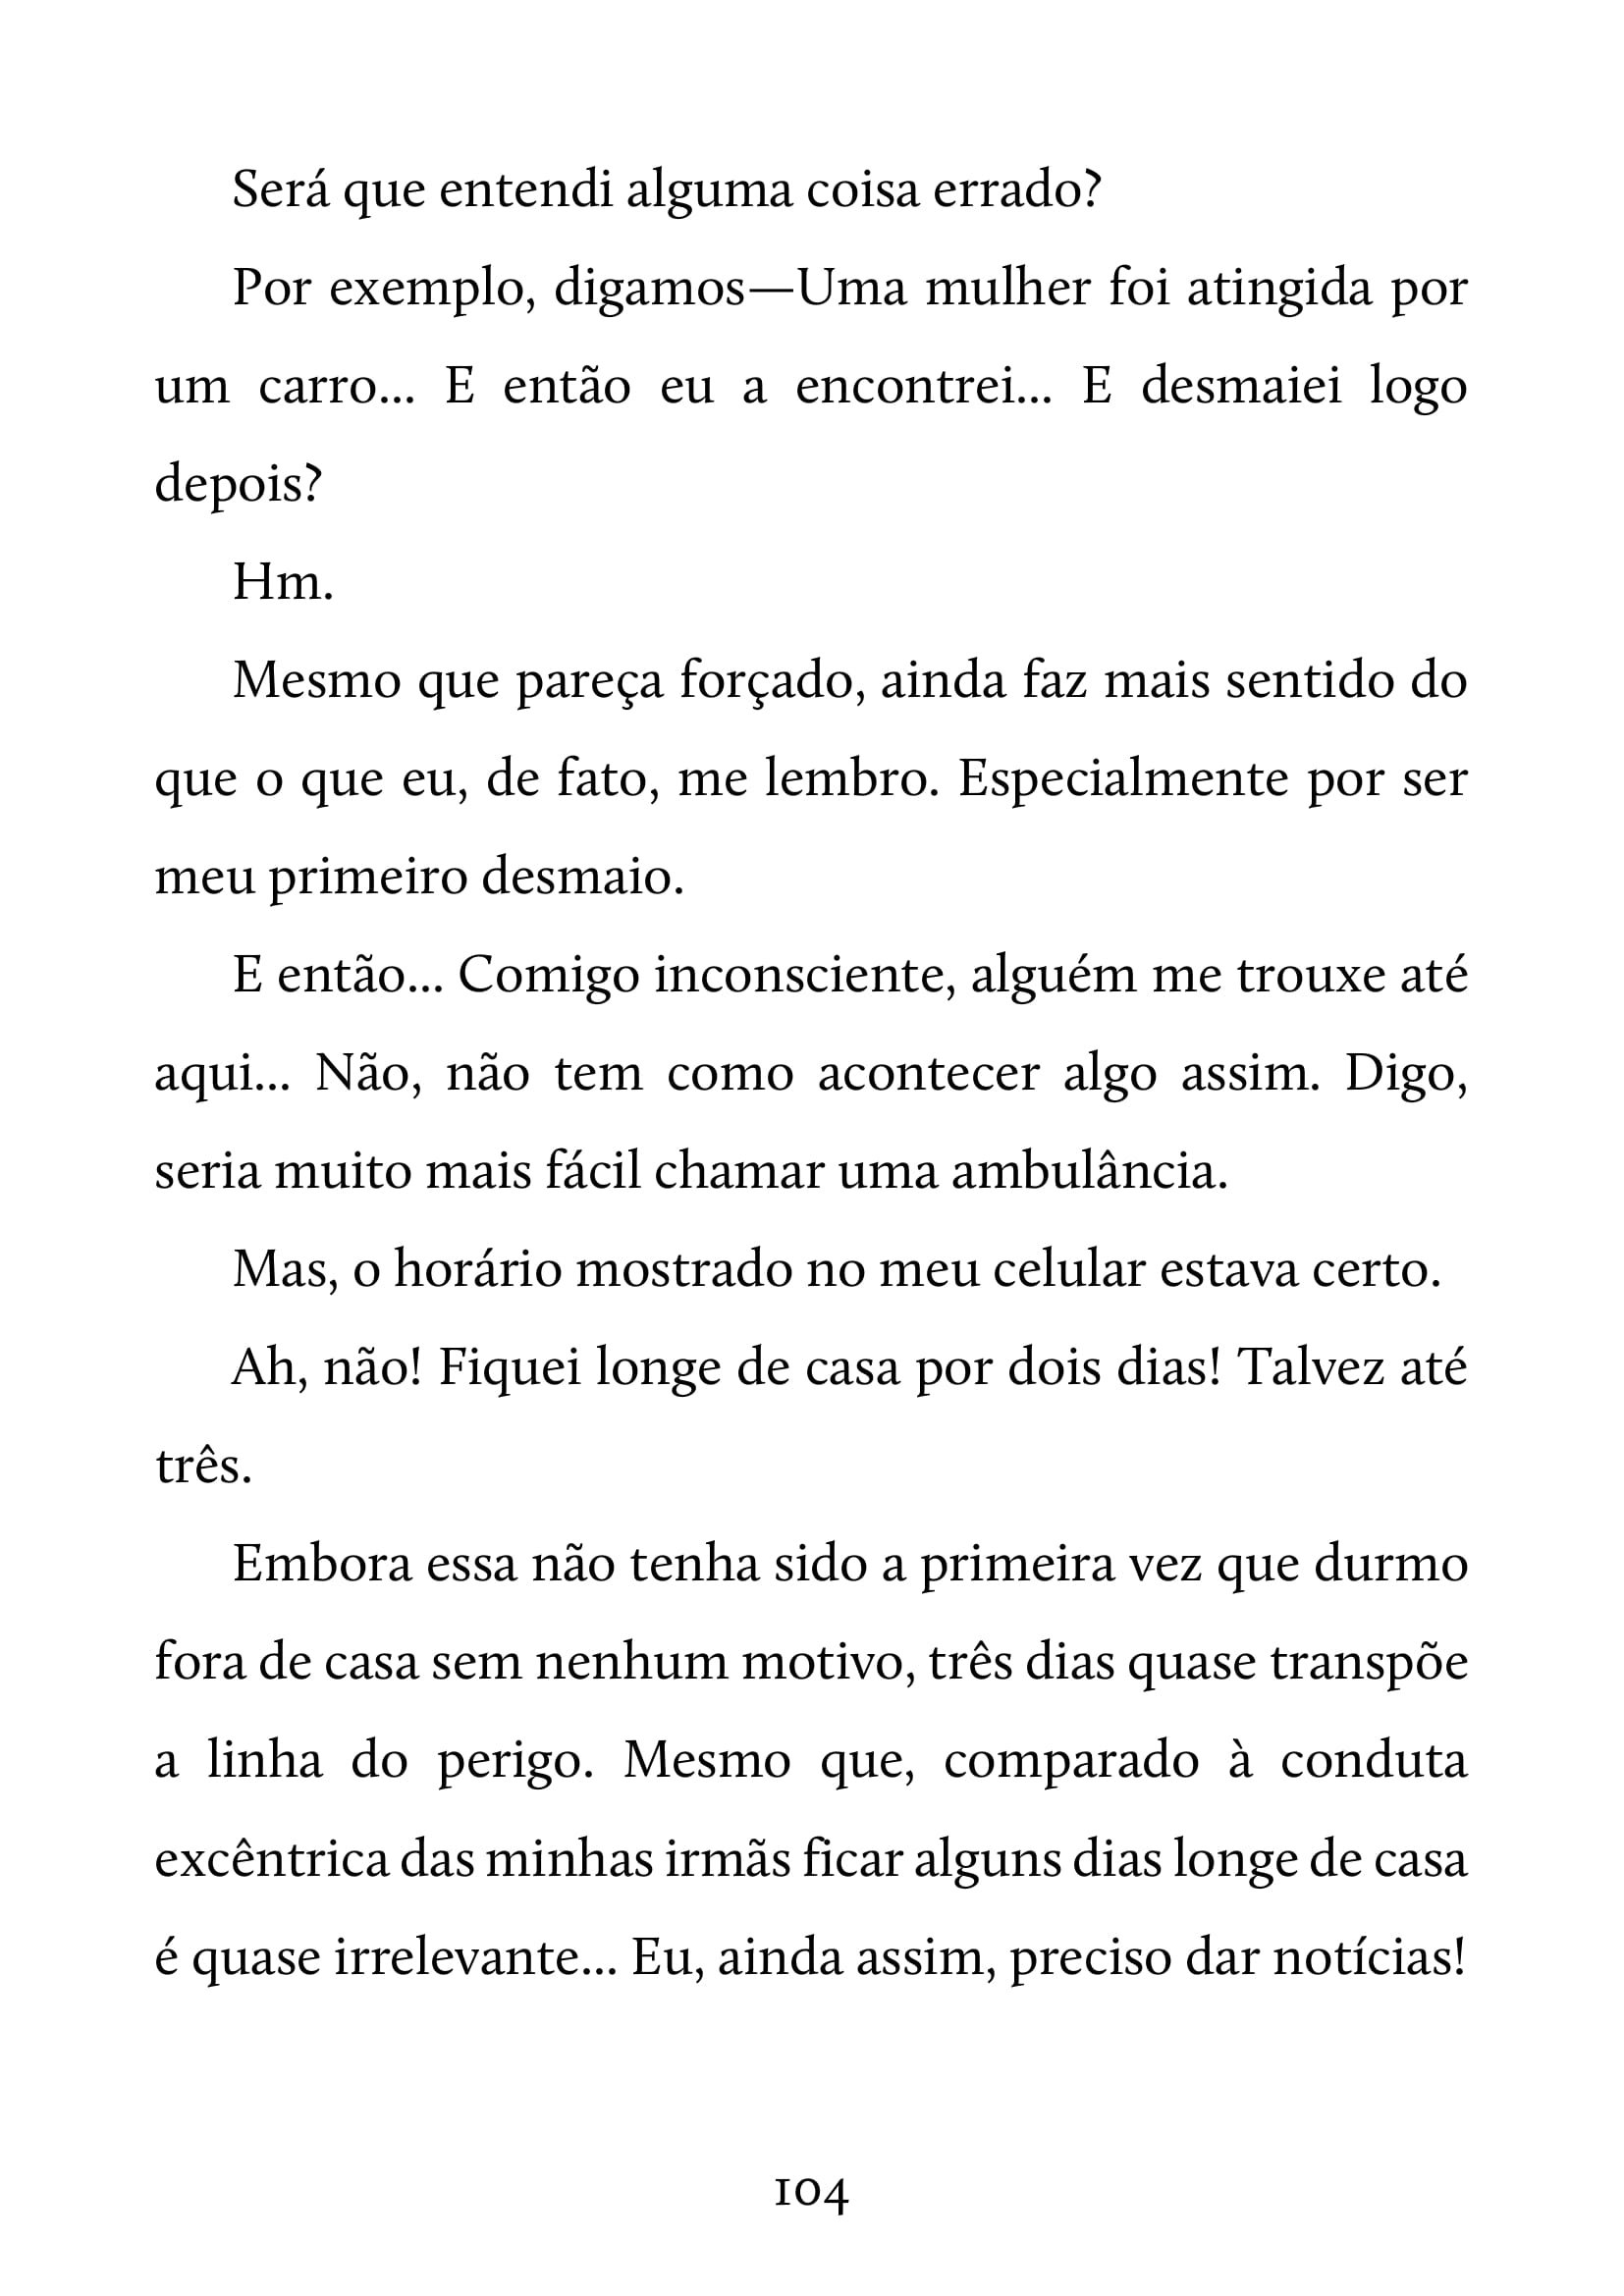 Será que entendi alguma coisa errado?
Por exemplo, digamos—Uma mulher foi atingida por
um carro... E então eu a encontrei... E desmaiei logo
depois?
Hm.
Mesmo que pareça forçado, ainda faz mais sentido do
que o que eu, de fato, me lembro. Especialmente por ser
meu primeiro desmaio.
E então... Comigo inconsciente, alguém me trouxe até
aqui... Não, não tem como acontecer algo assim. Digo,
seria muito mais fácil chamar uma ambulância.
Mas, o horário mostrado no meu celular estava certo.
Ah, não! Fiquei longe de casa por dois dias! Talvez até
três.
Embora essa não tenha sido a primeira vez que durmo
fora de casa sem nenhum motivo, três dias quase transpõe
a linha do perigo. Mesmo que, comparado à conduta
excêntrica das minhas irmãs ficar alguns dias longe de casa
é quase irrelevante... Eu, ainda assim, preciso dar notícias!
104